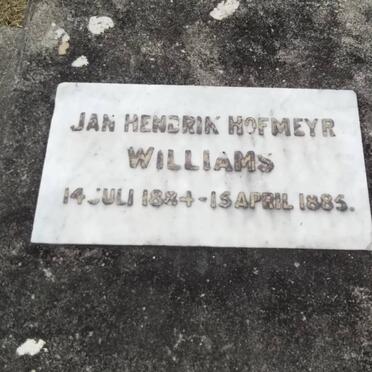 JAN HENDRIK HOFMEYR
WILLIAMS
14 JULI 1884 - 15 APRIL 1885.